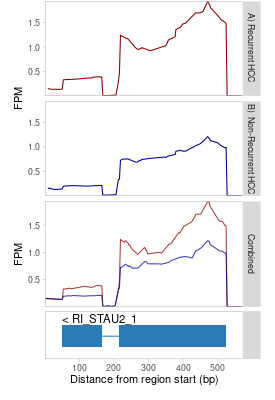 1.5
1.0
0.5
FPM
A) Recurrent HCC
1.5
1.0
0.5
B) Non-Recurrent HCC
1.5
1.0
0.5
FPM
Combined
< RI_STAU2_1
0 100 200 300 400 500
Distance from region start (bp)